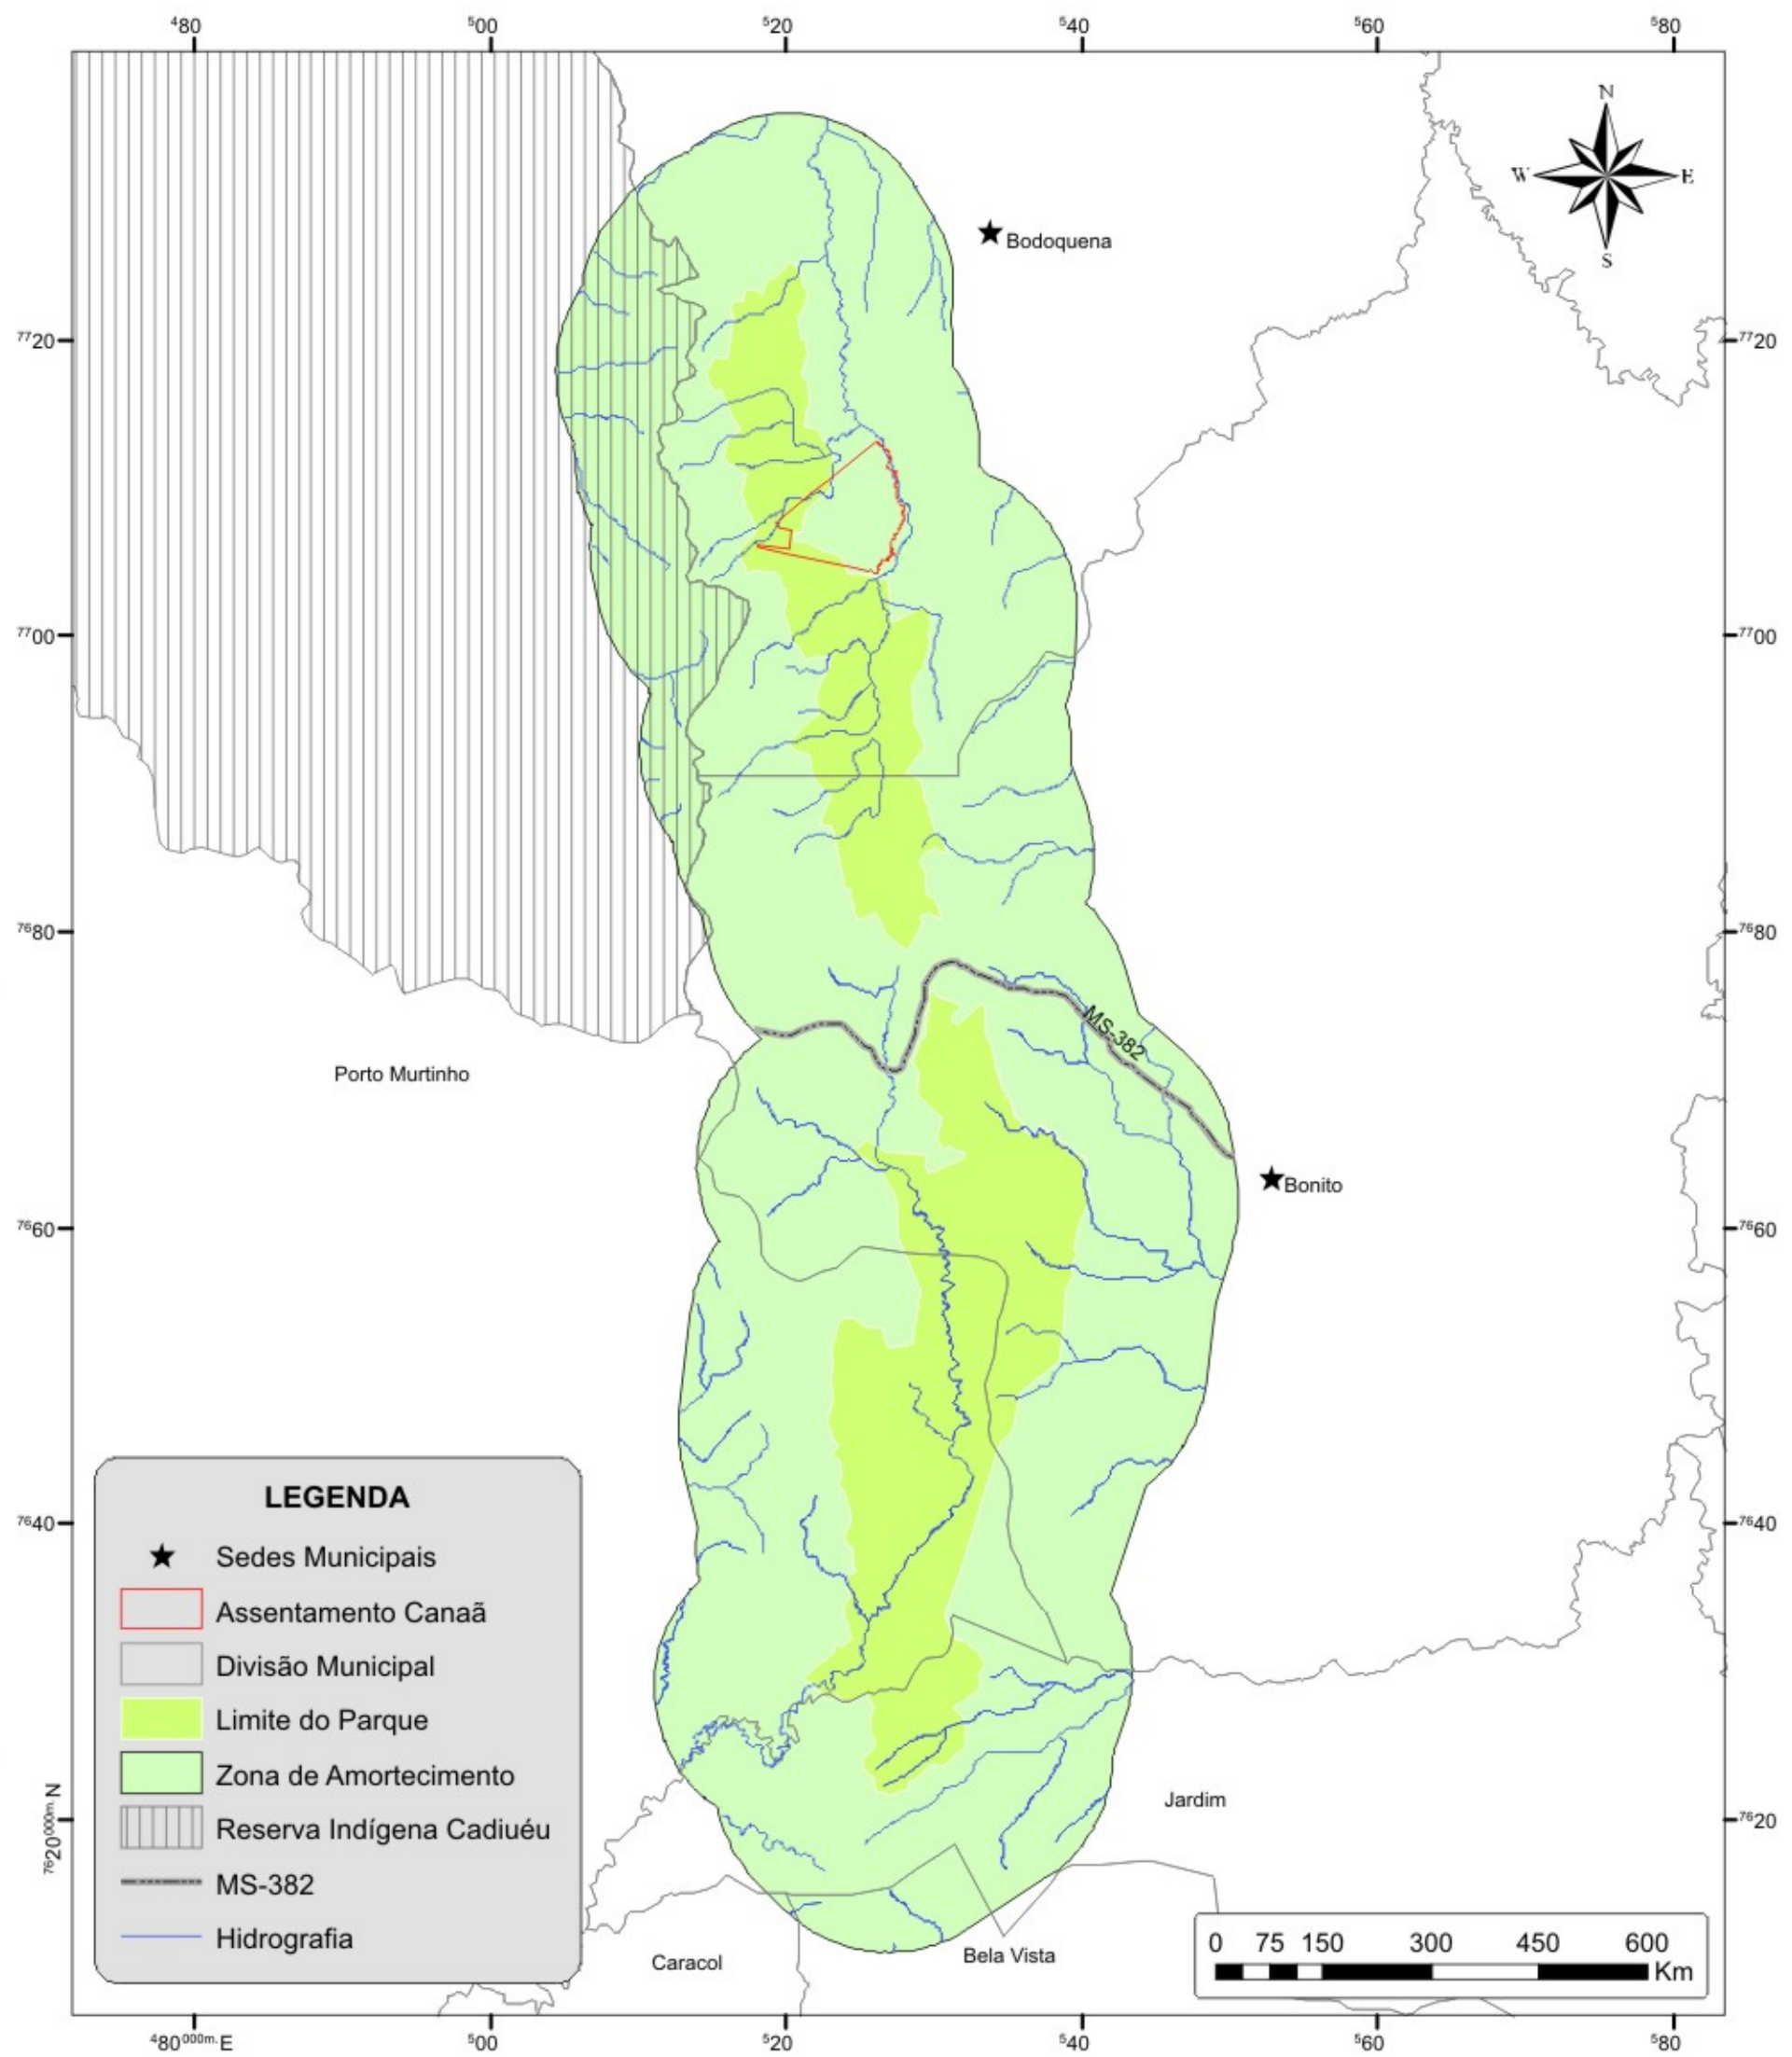 480 500 520 540 560 580
N
W E
S
Bodoquena
7720 7720
7700 7700
7680 7680
MS-382
Porto Murtinho
Bonito
7660 7660
LEGENDA
Sedes Municipais
Assentamento Canaã
Divisão Municipal
Limite do Parque
Zona de Amortecimento
Reserva Indígena Cadiuéu
MS-382
Hidrografia
7640 7640
Jardim
7620000m. N 7620
Caracol
Bela Vista
0 75 150 300 450 600
Km
480000m. E 500 520 540 560 580